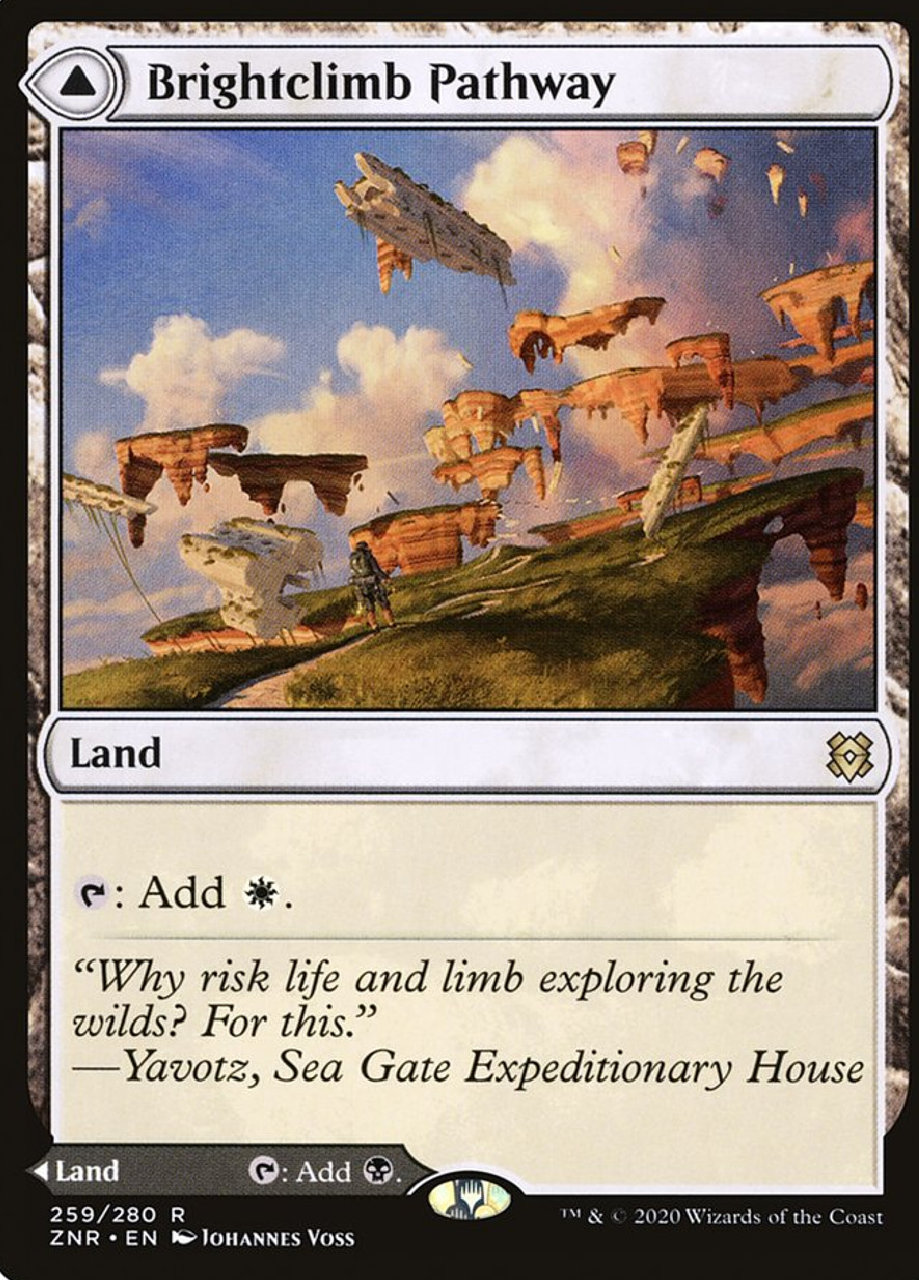 Brightclimb Pathway
Land
: Add .
“Why risk life and limb exploring the
wilds? For this.”
—Yavotz, Sea Gate Expeditionary House
Land : Add .
259/280 R
ZNR • EN Johannes Voss
™ & © 2020 Wizards of the Coast